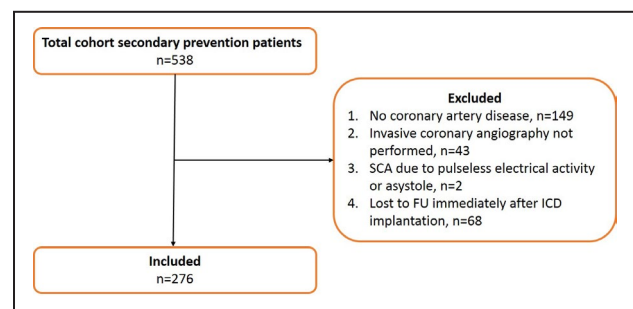 Total cohort secondary prevention patients
n=538
Excluded
1. No coronary artery disease, n=149
2. Invasive coronary angiography not
performed, n=43
3. SCA due to pulseless electrical activity
or asystole, n=2
4. Lost to FU immediately after ICD
implantation, n=68
Included
n=276